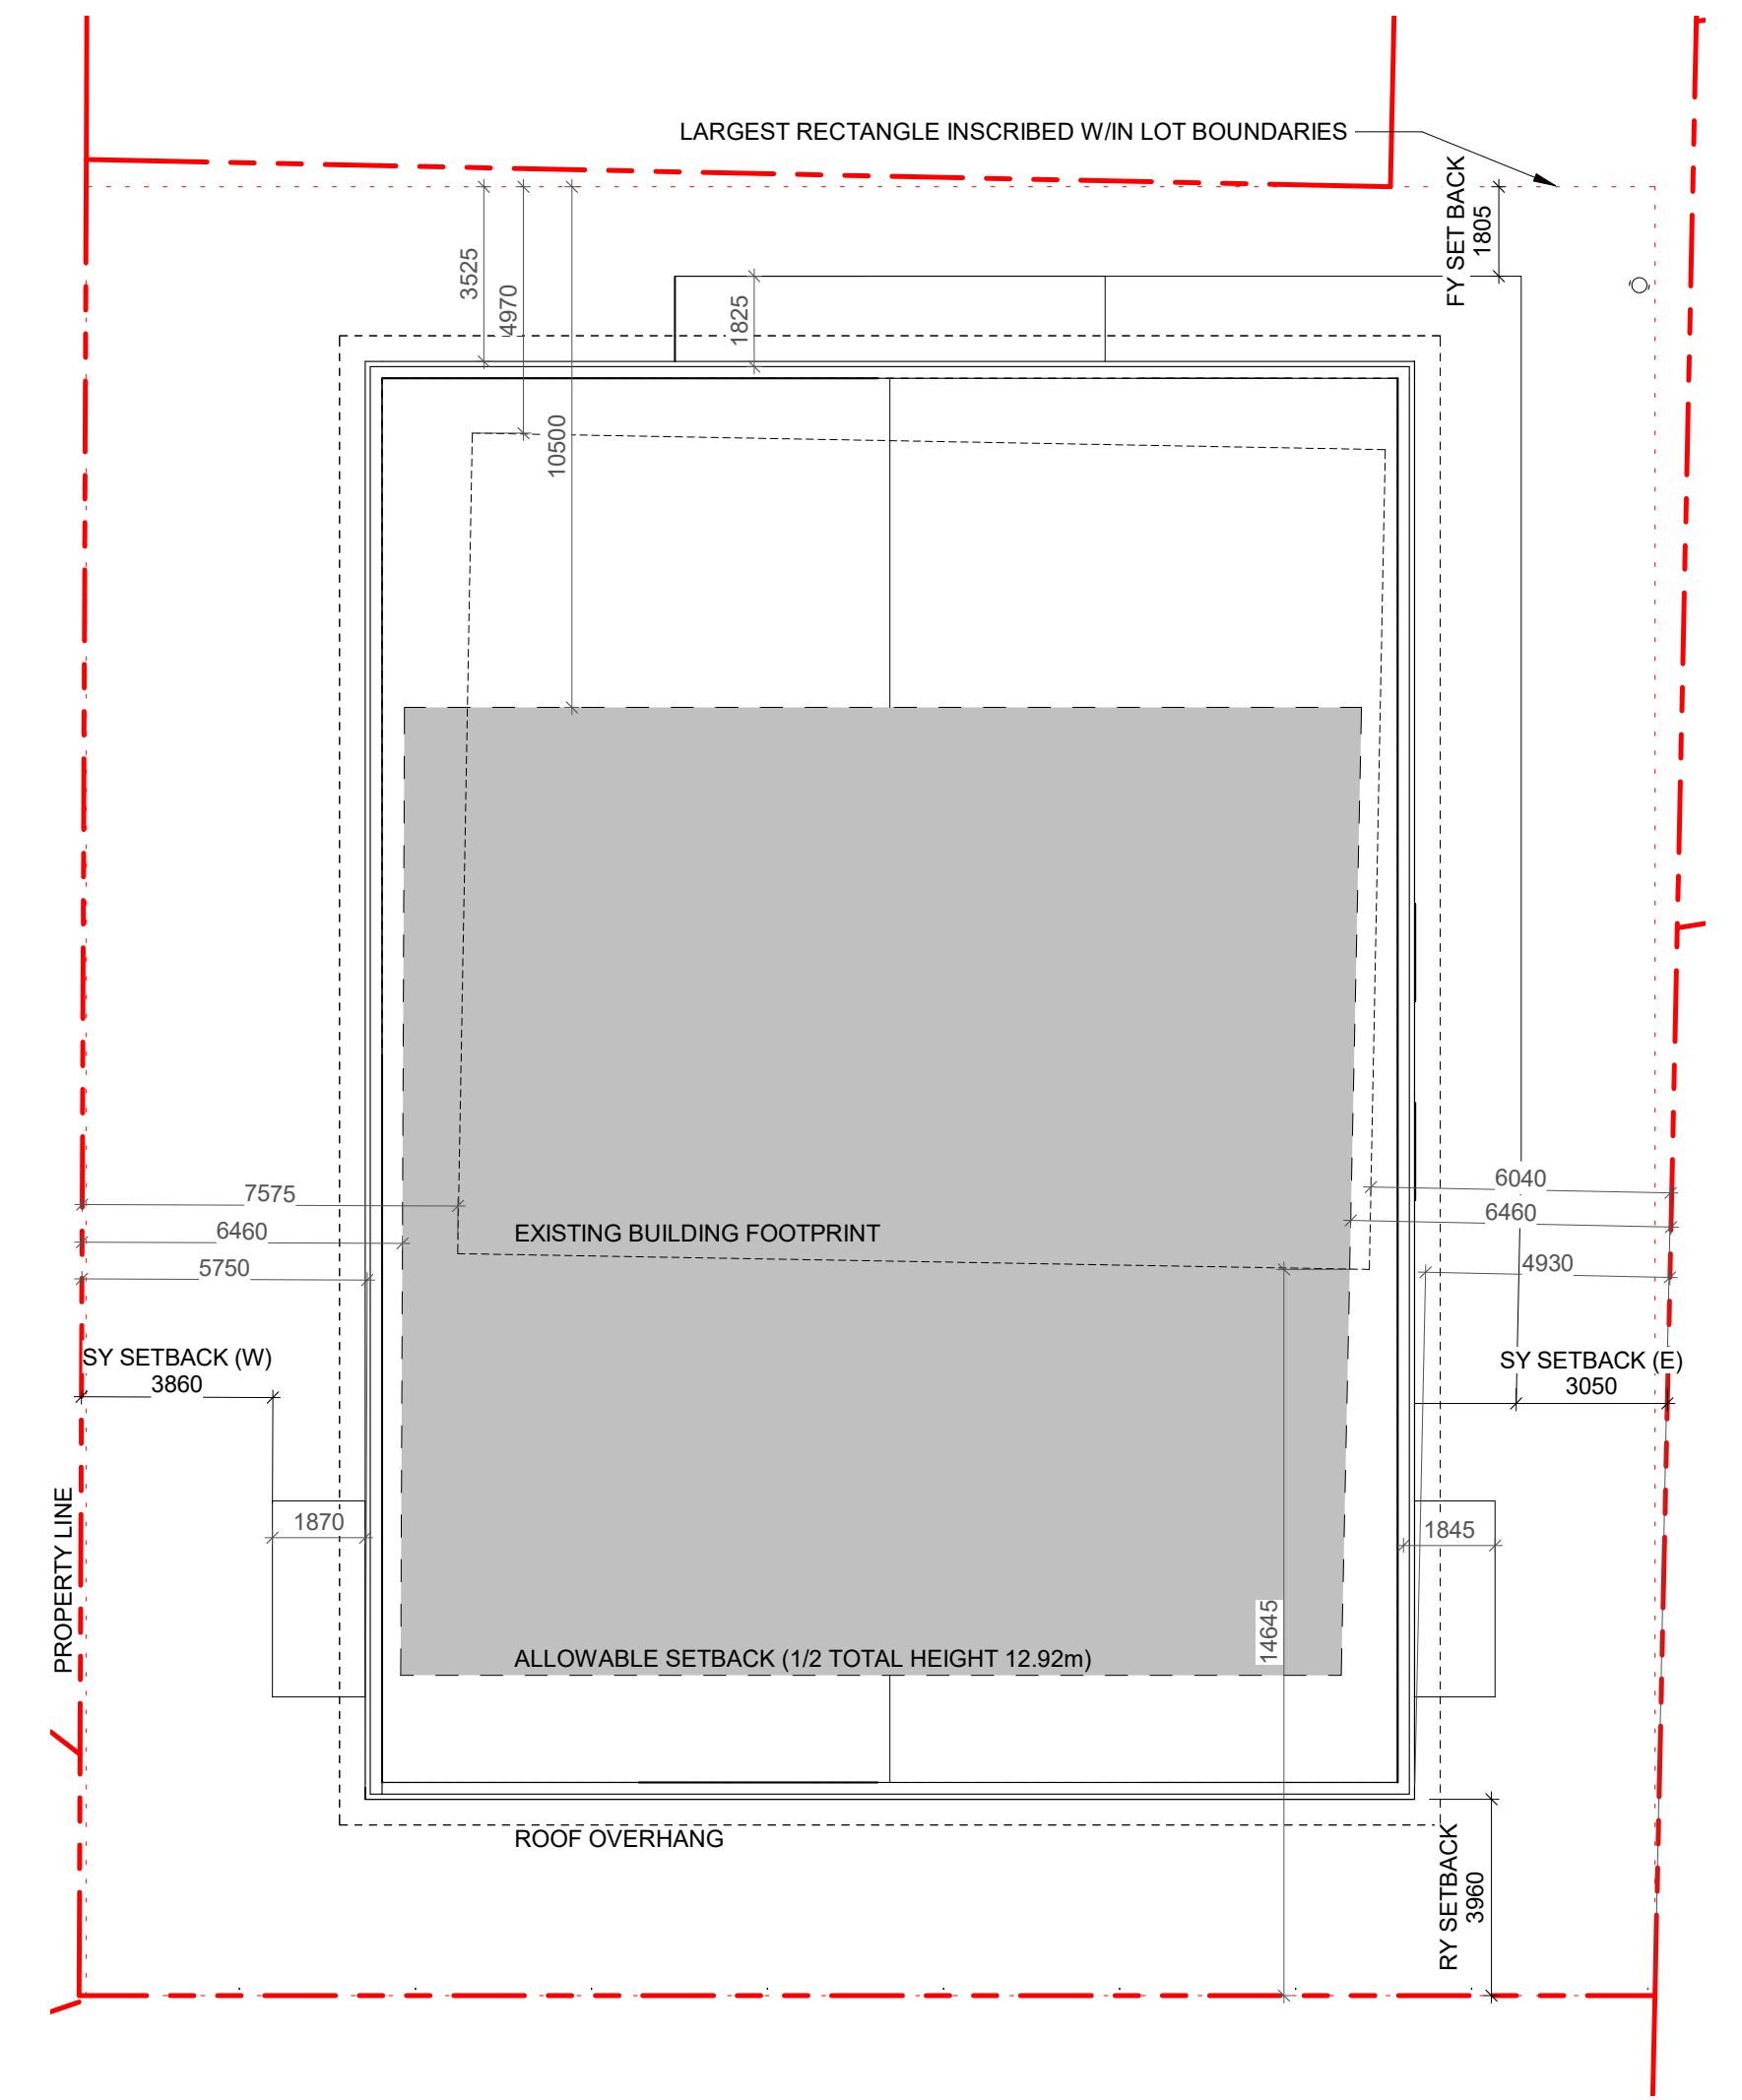 LARGEST RECTANGLE INSCRIBED W/IN LOT BOUNDARIES
FY SET BACK
1805
3525
4970
1825
10500
7575
6460
5750
EXISTING BUILDING FOOTPRINT
6040
6460
4930
SY SETBACK (W)
3860
SY SETBACK (E)
3050
PROPERTY LINE
1870
1845
14645
ALLOWABLE SETBACK (1/2 TOTAL HEIGHT 12.92m)
ROOF OVERHANG
RY SETBACK
3960